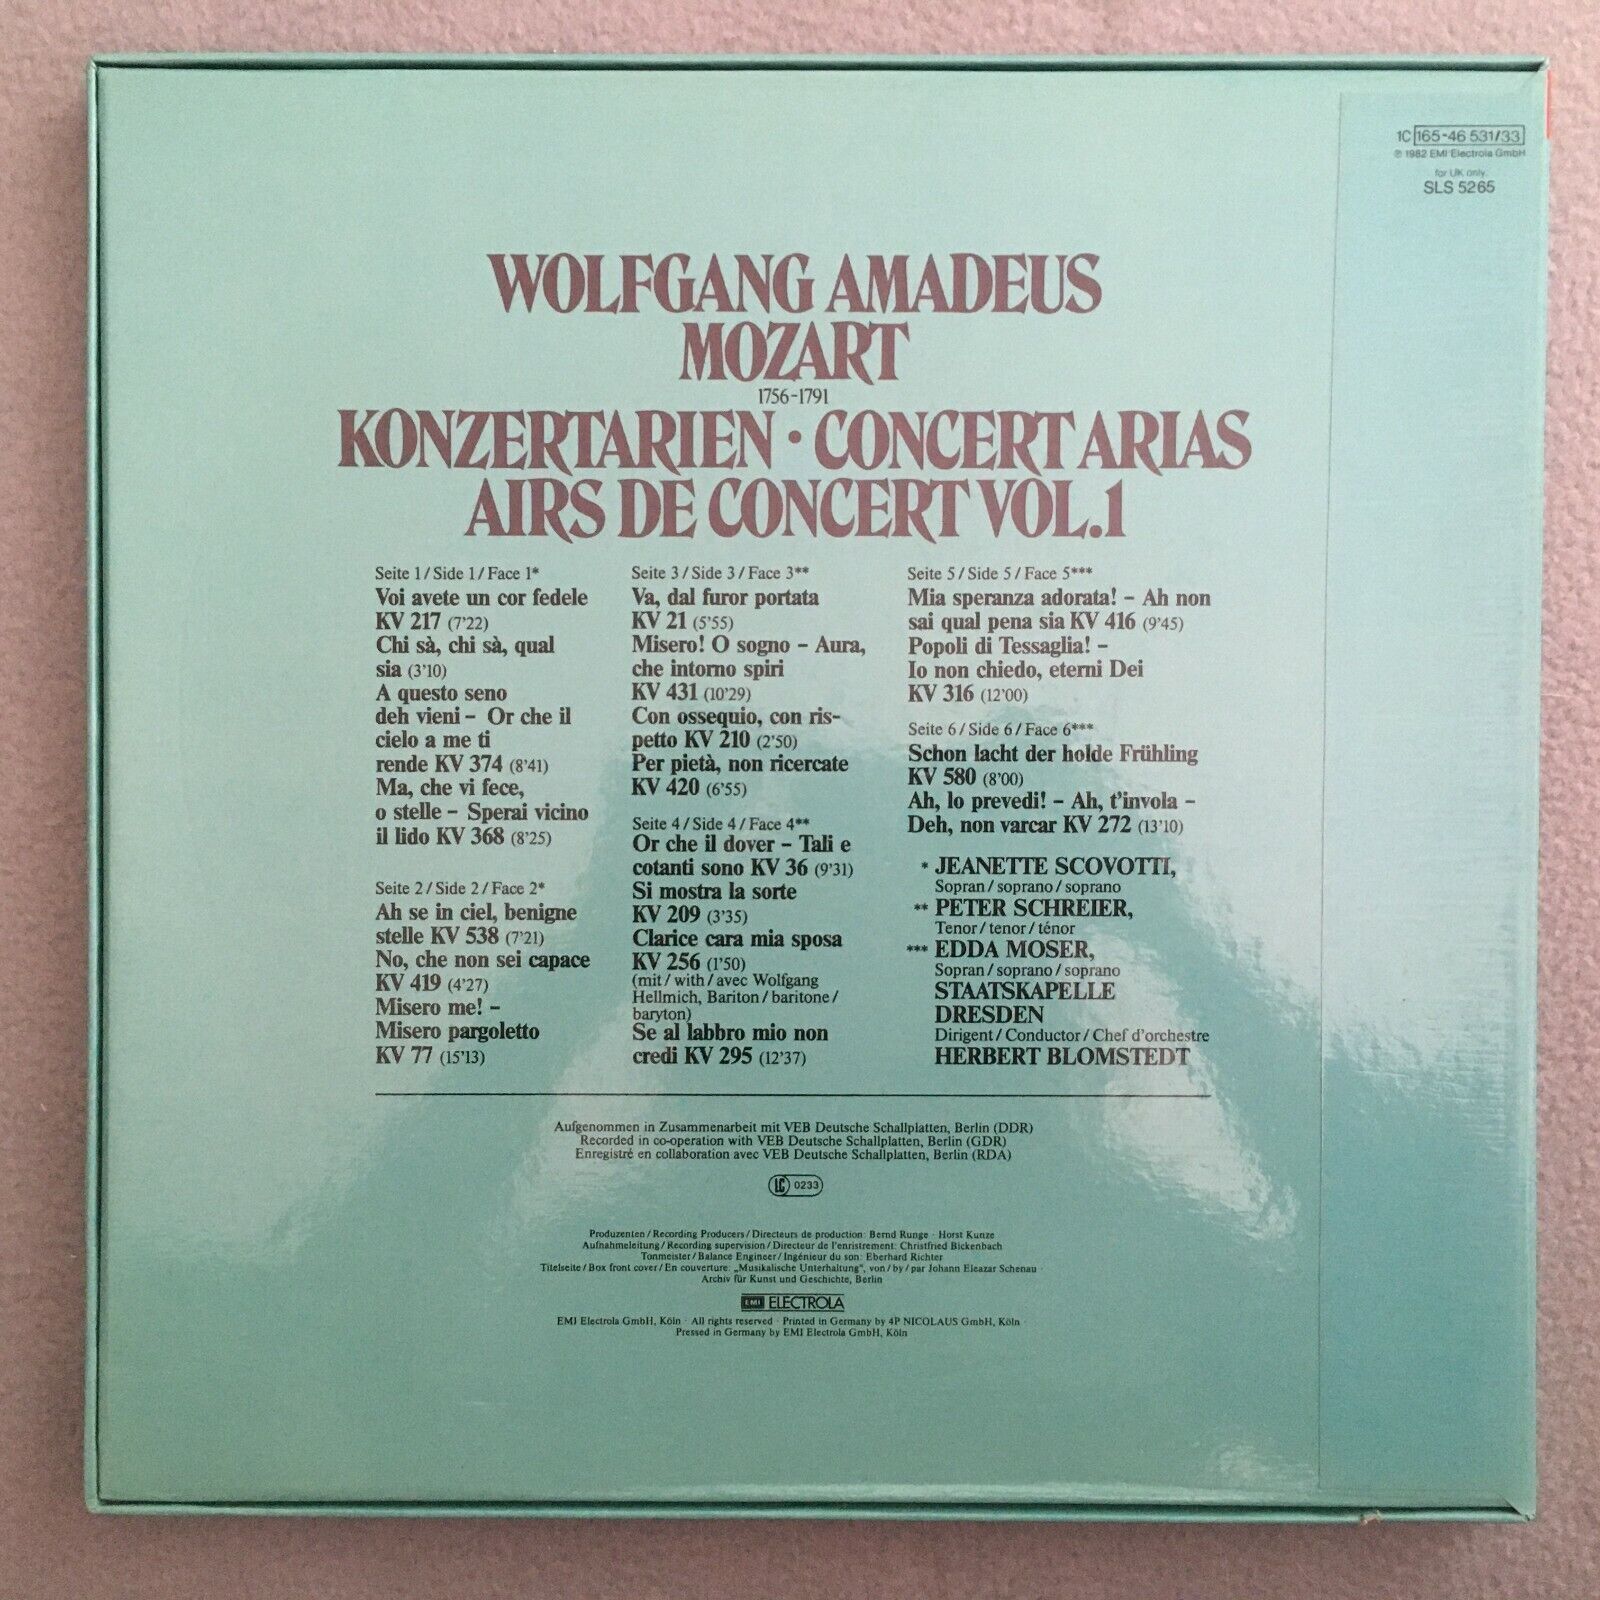 1C 165-46 531/33
℗ 1982 EMI Electrola GmbH
for UK only.
SLS 5265
WOLFGANG AMADEUS
MOZART
1756-1791
KONZERTARIEN · CONCERT ARIAS
AIRS DE CONCERT VOL.1
Seite 1/Side 1/Face 1*
Voi avete un cor fedele
KV 217 (7'22)
Chi sà, chi sà, qual
sia (3'10)
A questo seno
deh vieni – Or che il
cielo a me ti
rende KV 374 (8'41)
Ma, che vi fece,
o stelle – Sperai vicino
il lido KV 368 (8'25)
Seite 2/Side 2/Face 2*
Ah se in ciel, benigne
stelle KV 538 (7'21)
No, che non sei capace
KV 419 (4'27)
Misero me! –
Misero pargoletto
KV 77 (15'13)
Seite 3/Side 3/Face 3**
Va, dal furor portata
KV 21 (5'55)
Misero! O sogno – Aura,
che intorno spiri
KV 431 (10'29)
Con ossequio, con ris-
petto KV 210 (2'50)
Per pietà, non ricercate
KV 420 (6'55)
Seite 4/Side 4/Face 4**
Or che il dover – Tali e
cotanti sono KV 36 (9'31)
Si mostra la sorte
KV 209 (3'35)
Clarice cara mia sposa
KV 256 (1'50)
(mit/with/avec Wolfgang
Hellmich, Bariton/baritone/
baryton)
Se al labbro mio non
credi KV 295 (12'37)
Seite 5/Side 5/Face 5***
Mia speranza adorata! – Ah non
sai qual pena sia KV 416 (9'45)
Popoli di Tessaglia! –
Io non chiedo, eterni Dei
KV 316 (12'00)
Seite 6/Side 6/Face 6***
Schon lacht der holde Frühling
KV 580 (8'00)
Ah, lo prevedi! – Ah, t'invola –
Deh, non varcar KV 272 (13'10)
* JEANETTE SCOVOTTI,
Sopran/soprano/soprano
** PETER SCHREIER,
Tenor/tenor/ténor
*** EDDA MOSER,
Sopran/soprano/soprano
STAATSKAPELLE
DRESDEN
Dirigent/Conductor/Chef d'orchestre
HERBERT BLOMSTEDT
Aufgenommen in Zusammenarbeit mit VEB Deutsche Schallplatten, Berlin (DDR)
Recorded in co-operation with VEB Deutsche Schallplatten, Berlin (GDR)
Enregistré en collaboration avec VEB Deutsche Schallplatten, Berlin (RDA)
LC 0233
Produzenten/Recording Producers/Directeurs de production: Bernd Runge · Horst Kunze
Aufnahmeleitung/Recording supervision/Directeur de l'enristrement: Christfried Bickenbach
Tonmeister/Balance Engineer/Ingénieur du son: Eberhard Richter
Titelseite/Box front cover/En couverture: „Musikalische Unterhaltung“, von/by/par Johann Eleazar Schenau ·
Archiv für Kunst und Geschichte, Berlin
EMI ELECTROLA
EMI Electrola GmbH, Köln · All rights reserved · Printed in Germany by 4P NICOLAUS GmbH, Köln ·
Pressed in Germany by EMI Electrola GmbH, Köln